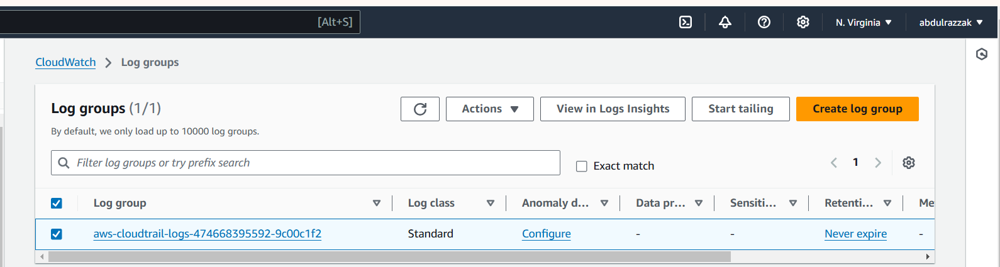 [Alt+S] N. Virginia abdulrazzak
CloudWatch Log groups
Log groups (1/1) Actions View in Logs Insights Start tailing Create log group
By default, we only load up to 10000 log groups.
Filter log groups or try prefix search Exact match 1
Log group Log class Anomaly d... Data pr... Sensiti... Retenti... Me
aws-cloudtrail-logs-474668395592-9c00c1f2 Standard Configure - - Never expire -